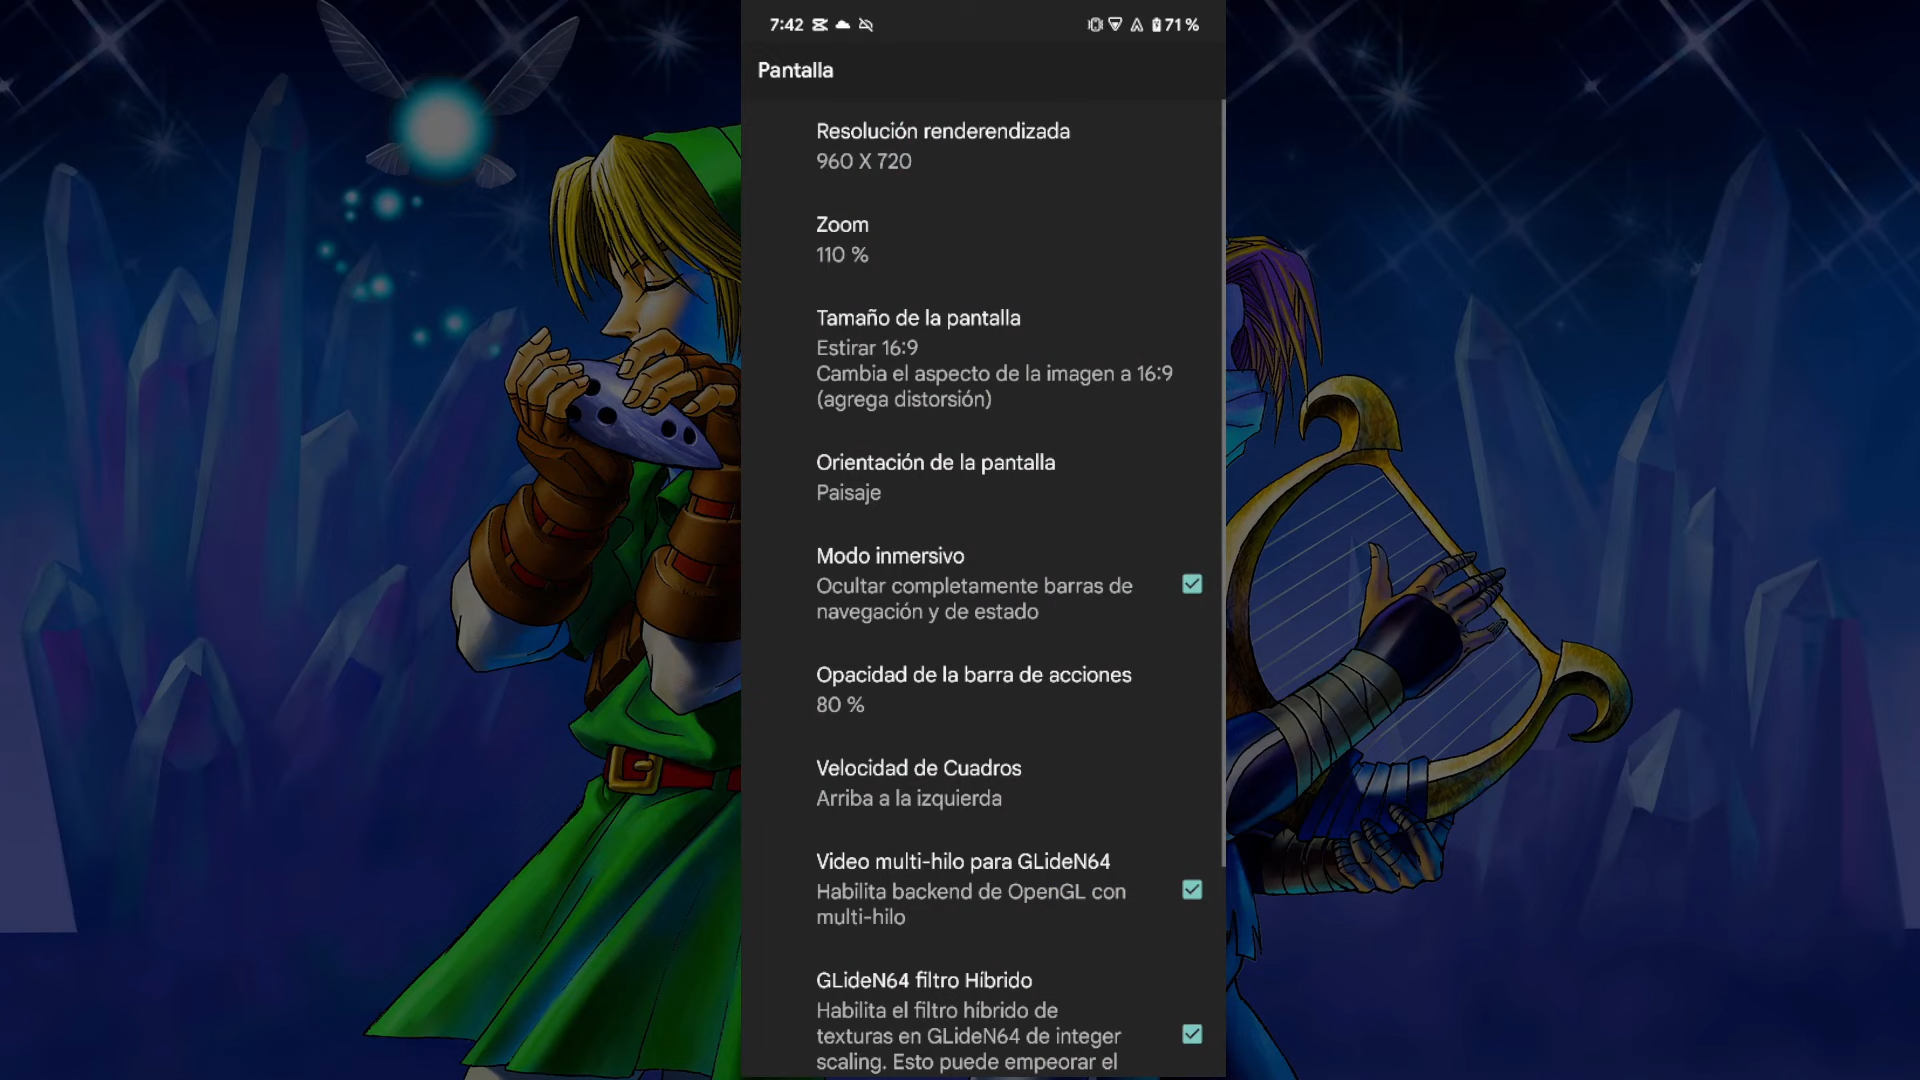 7:42
71%
Pantalla
Resolución renderendizada
960 X 720
Zoom
110 %
Tamaño de la pantalla
Estirar 16:9
Cambia el aspecto de la imagen a 16:9
(agrega distorsión)
Orientación de la pantalla
Paisaje
Modo inmersivo
Ocultar completamente barras de
navegación y de estado
Opacidad de la barra de acciones
80 %
Velocidad de Cuadros
Arriba a la izquierda
Video multi-hilo para GLideN64
Habilita backend de OpenGL con
multi-hilo
GLideN64 filtro Híbrido
Habilita el filtro híbrido de
texturas en GLideN64 de integer
scaling. Esto puede empeorar el